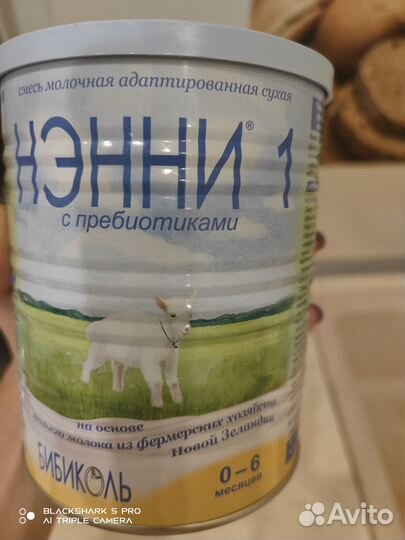 смесь молочная адаптированная сухая
НЭННИ® 1
с пребиотиками
на основе
молока из фермерских хозяйств
Новой Зеландии
БИБИКОЛЬ
0–6
месяцев
BLACKSHARK 5 PRO
AI TRIPLE CAMERA
Avito